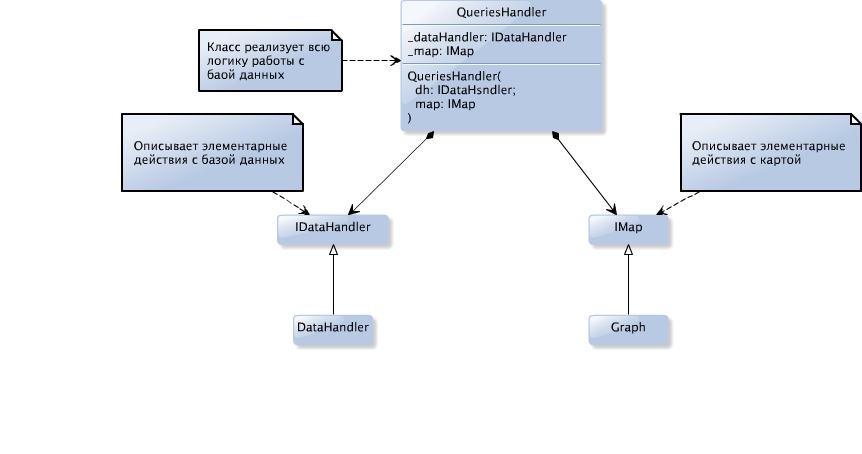 QueriesHandler
_dataHandler: IDataHandler
_map: IMap
QueriesHandler(
dh: IDataHsndler;
map: IMap
)
Класс реализует всю
логику работы с
баой данных
Описывает элементарные
действия с базой данных
Описывает элементарные
действия с картой
IDataHandler
IMap
DataHandler
Graph